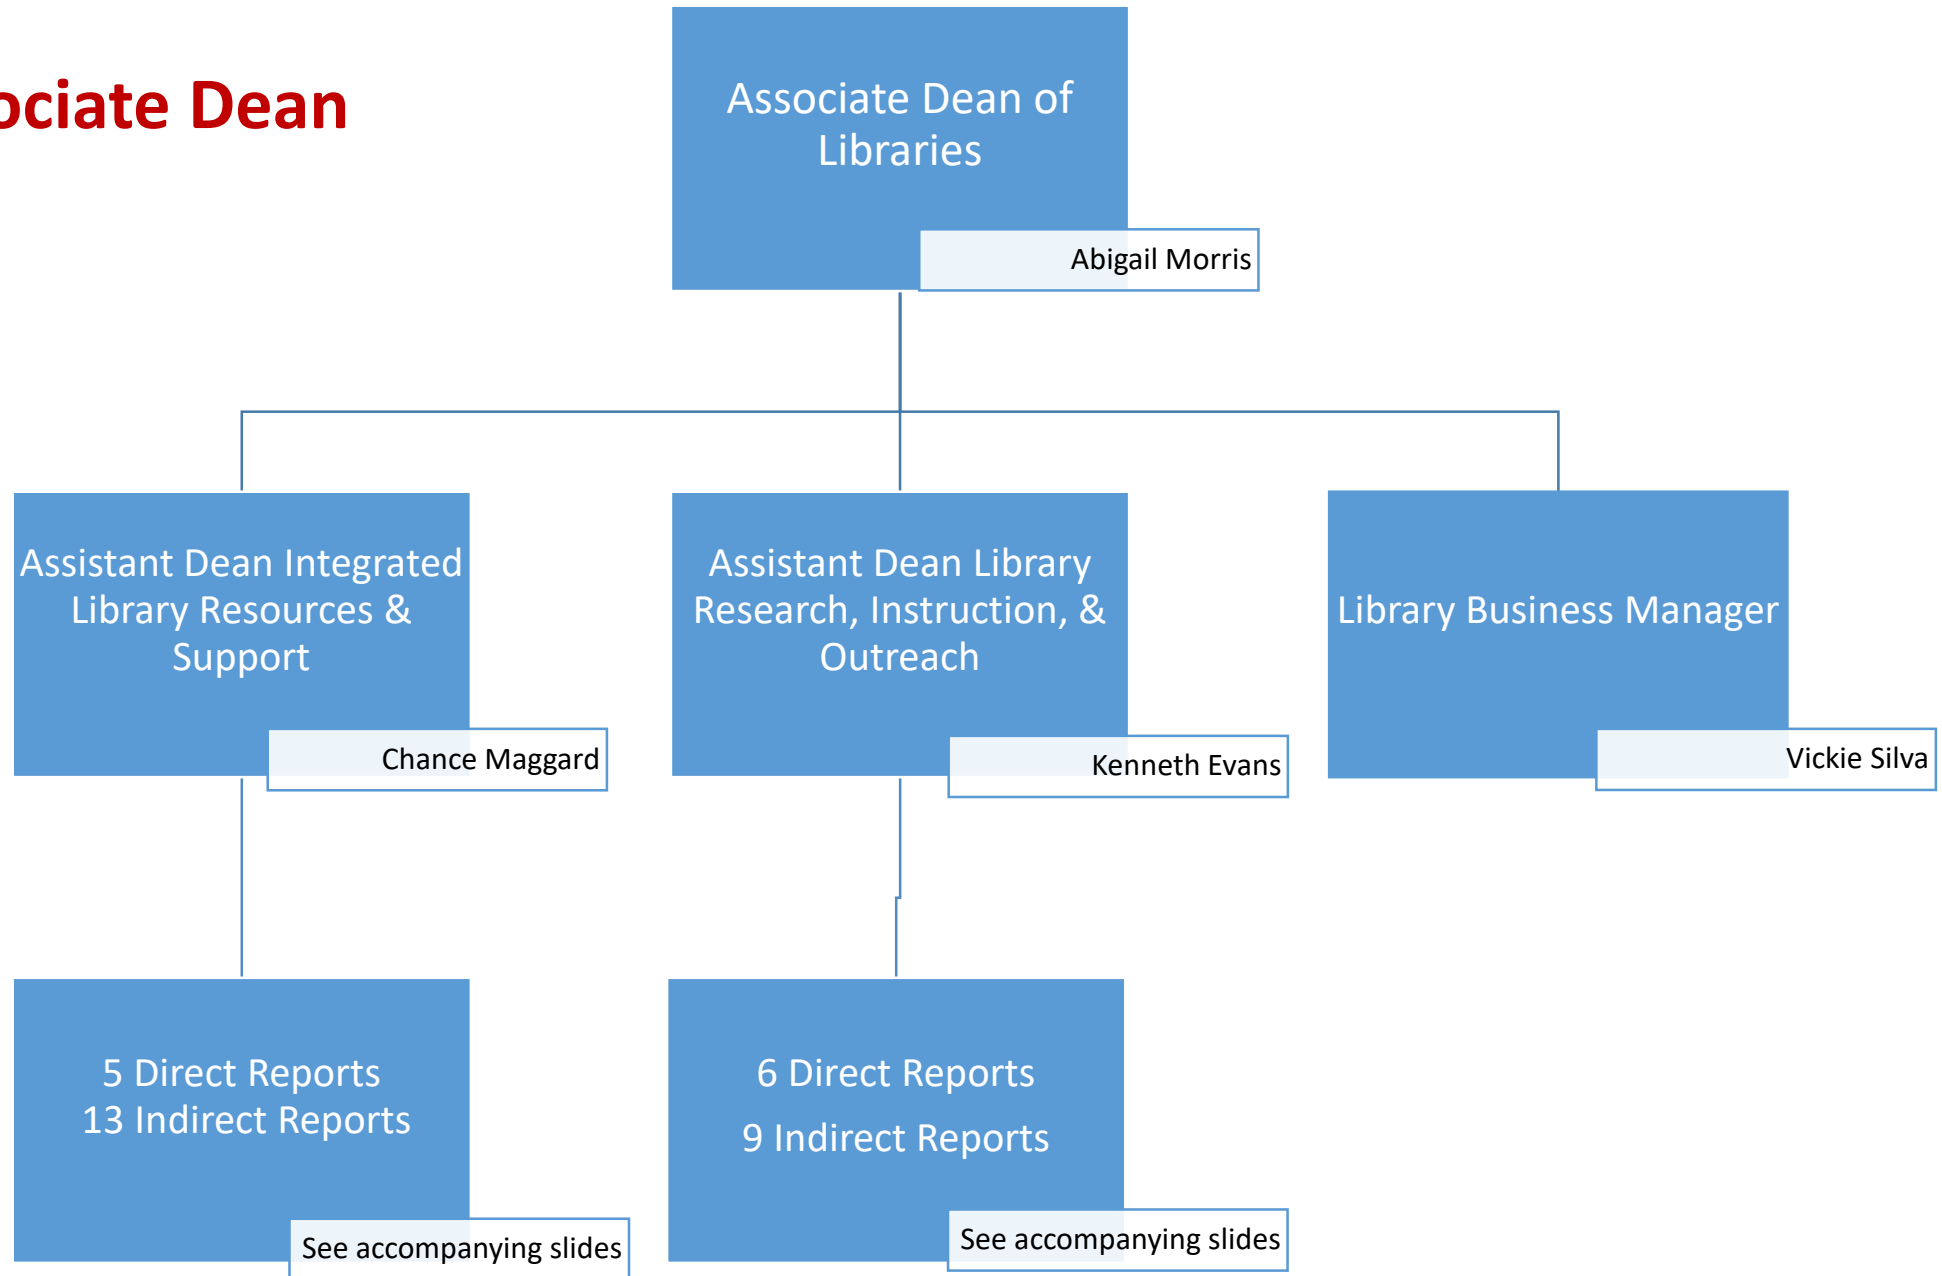 ociate Dean
Associate Dean of
Libraries
Abigail Morris
Assistant Dean Integrated
Library Resources &
Support
Chance Maggard
Assistant Dean Library
Research, Instruction, &
Outreach
Kenneth Evans
Library Business Manager
Vickie Silva
5 Direct Reports
13 Indirect Reports
See accompanying slides
6 Direct Reports
9 Indirect Reports
See accompanying slides